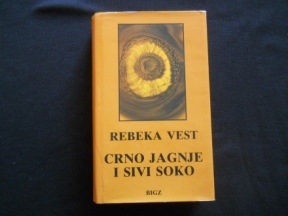 REBEKA VEST
CRNO JAGNJE
I SIVI SOKO
BIGZ